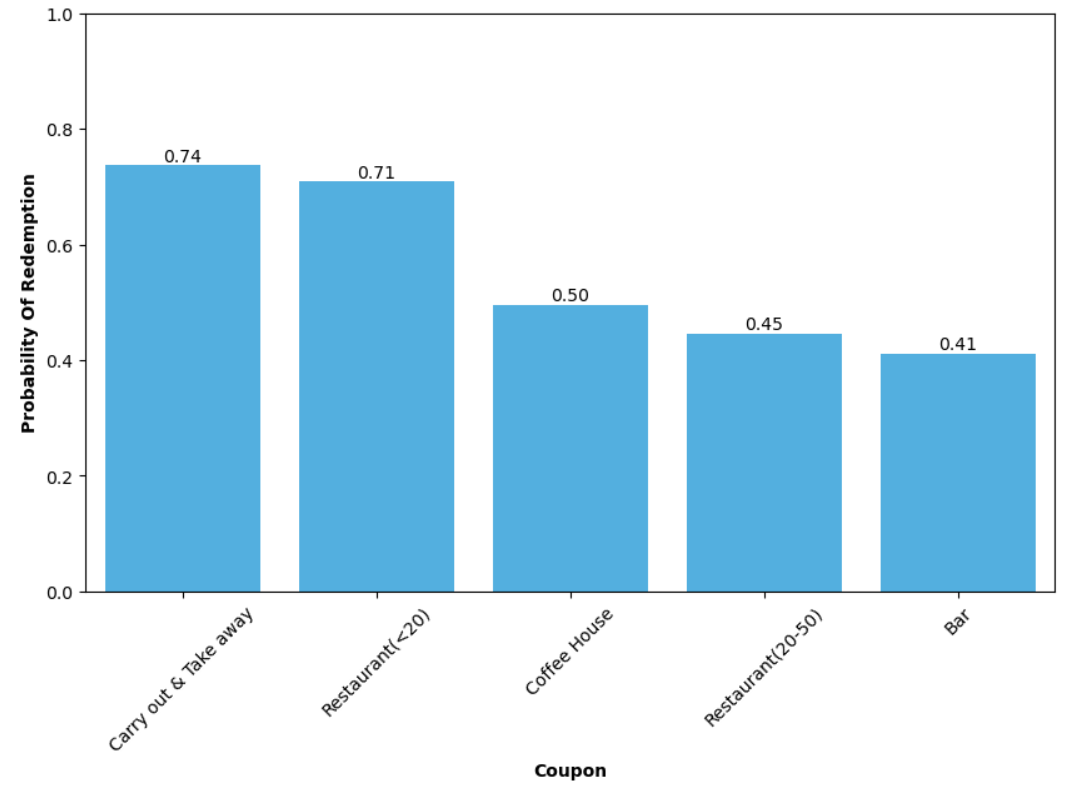 1.0
0.8
0.6
0.4
0.2
0.0
Probability Of Redemption
0.74
0.71
0.50
0.45
0.41
Carry out & Take away
Restaurant(<20)
Coffee House
Restaurant(20-50)
Bar
Coupon